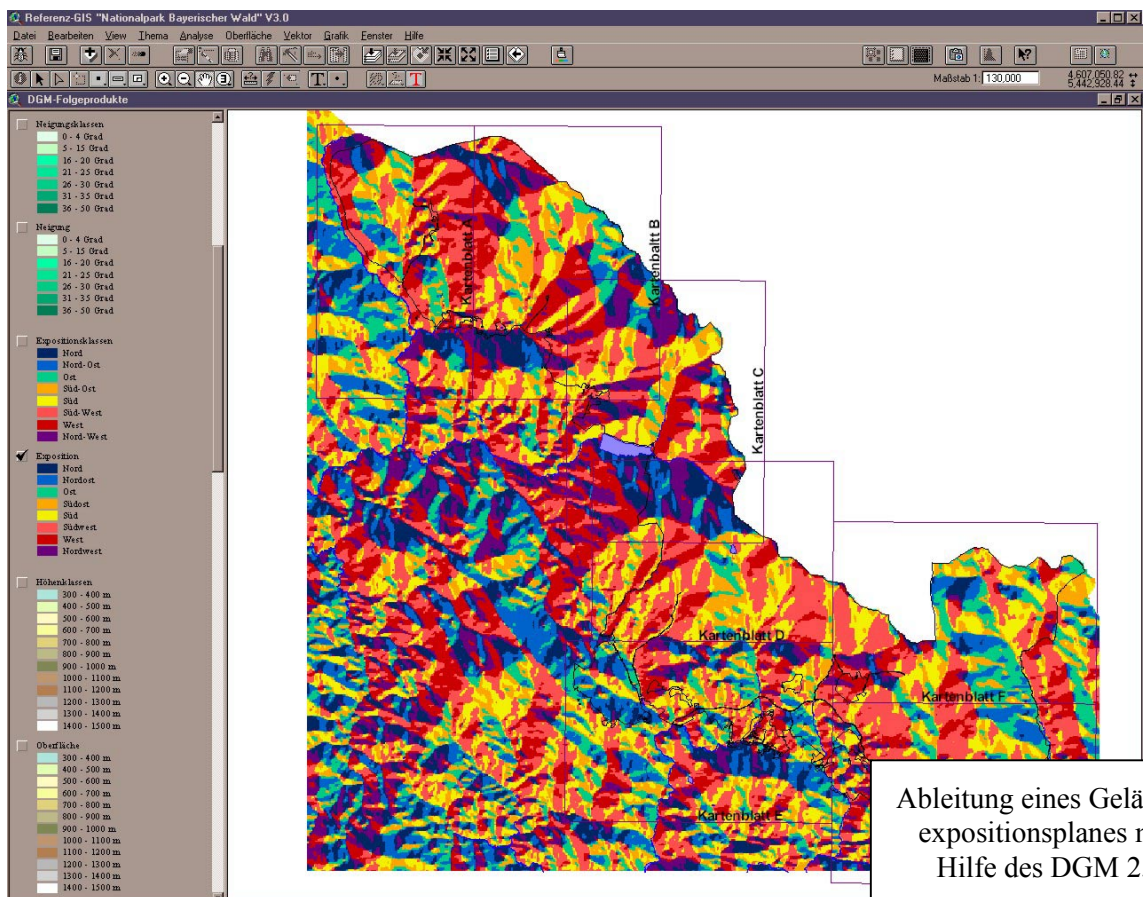 Referenz-GIS "Nationalpark Bayerischer Wald" V3.0
Datei Bearbeiten View Thema Analyse Oberfläche Vektor Grafik Fenster Hilfe
Maßstab 1: 130,000
4,607,050.82
5,442,928.44
DGM-Folgeprodukte
Neigungsklassen
0 - 4 Grad
5 - 15 Grad
16 - 20 Grad
21 - 25 Grad
26 - 30 Grad
31 - 35 Grad
36 - 50 Grad
Neigung
0 - 4 Grad
5 - 15 Grad
16 - 20 Grad
21 - 25 Grad
26 - 30 Grad
31 - 35 Grad
36 - 50 Grad
Expositionsklassen
Nord
Nord-Ost
Ost
Süd-Ost
Süd
Süd-West
West
Nord-West
Exposition
Nord
Nordost
Ost
Südost
Süd
Südwest
West
Nordwest
Höhenklassen
300 - 400 m
400 - 500 m
500 - 600 m
600 - 700 m
700 - 800 m
800 - 900 m
900 - 1000 m
1000 - 1100 m
1100 - 1200 m
1200 - 1300 m
1300 - 1400 m
1400 - 1500 m
Oberfläche
300 - 400 m
400 - 500 m
500 - 600 m
600 - 700 m
700 - 800 m
800 - 900 m
900 - 1000 m
1000 - 1100 m
1100 - 1200 m
1200 - 1300 m
1300 - 1400 m
1400 - 1500 m
Kartenblatt A
Kartenbaltt B
Kartenblatt C
Kartenblatt D
Kartenblatt F
Kartenblatt E
Ableitung eines Gelä
expositionsplanes
Hilfe des DGM 2